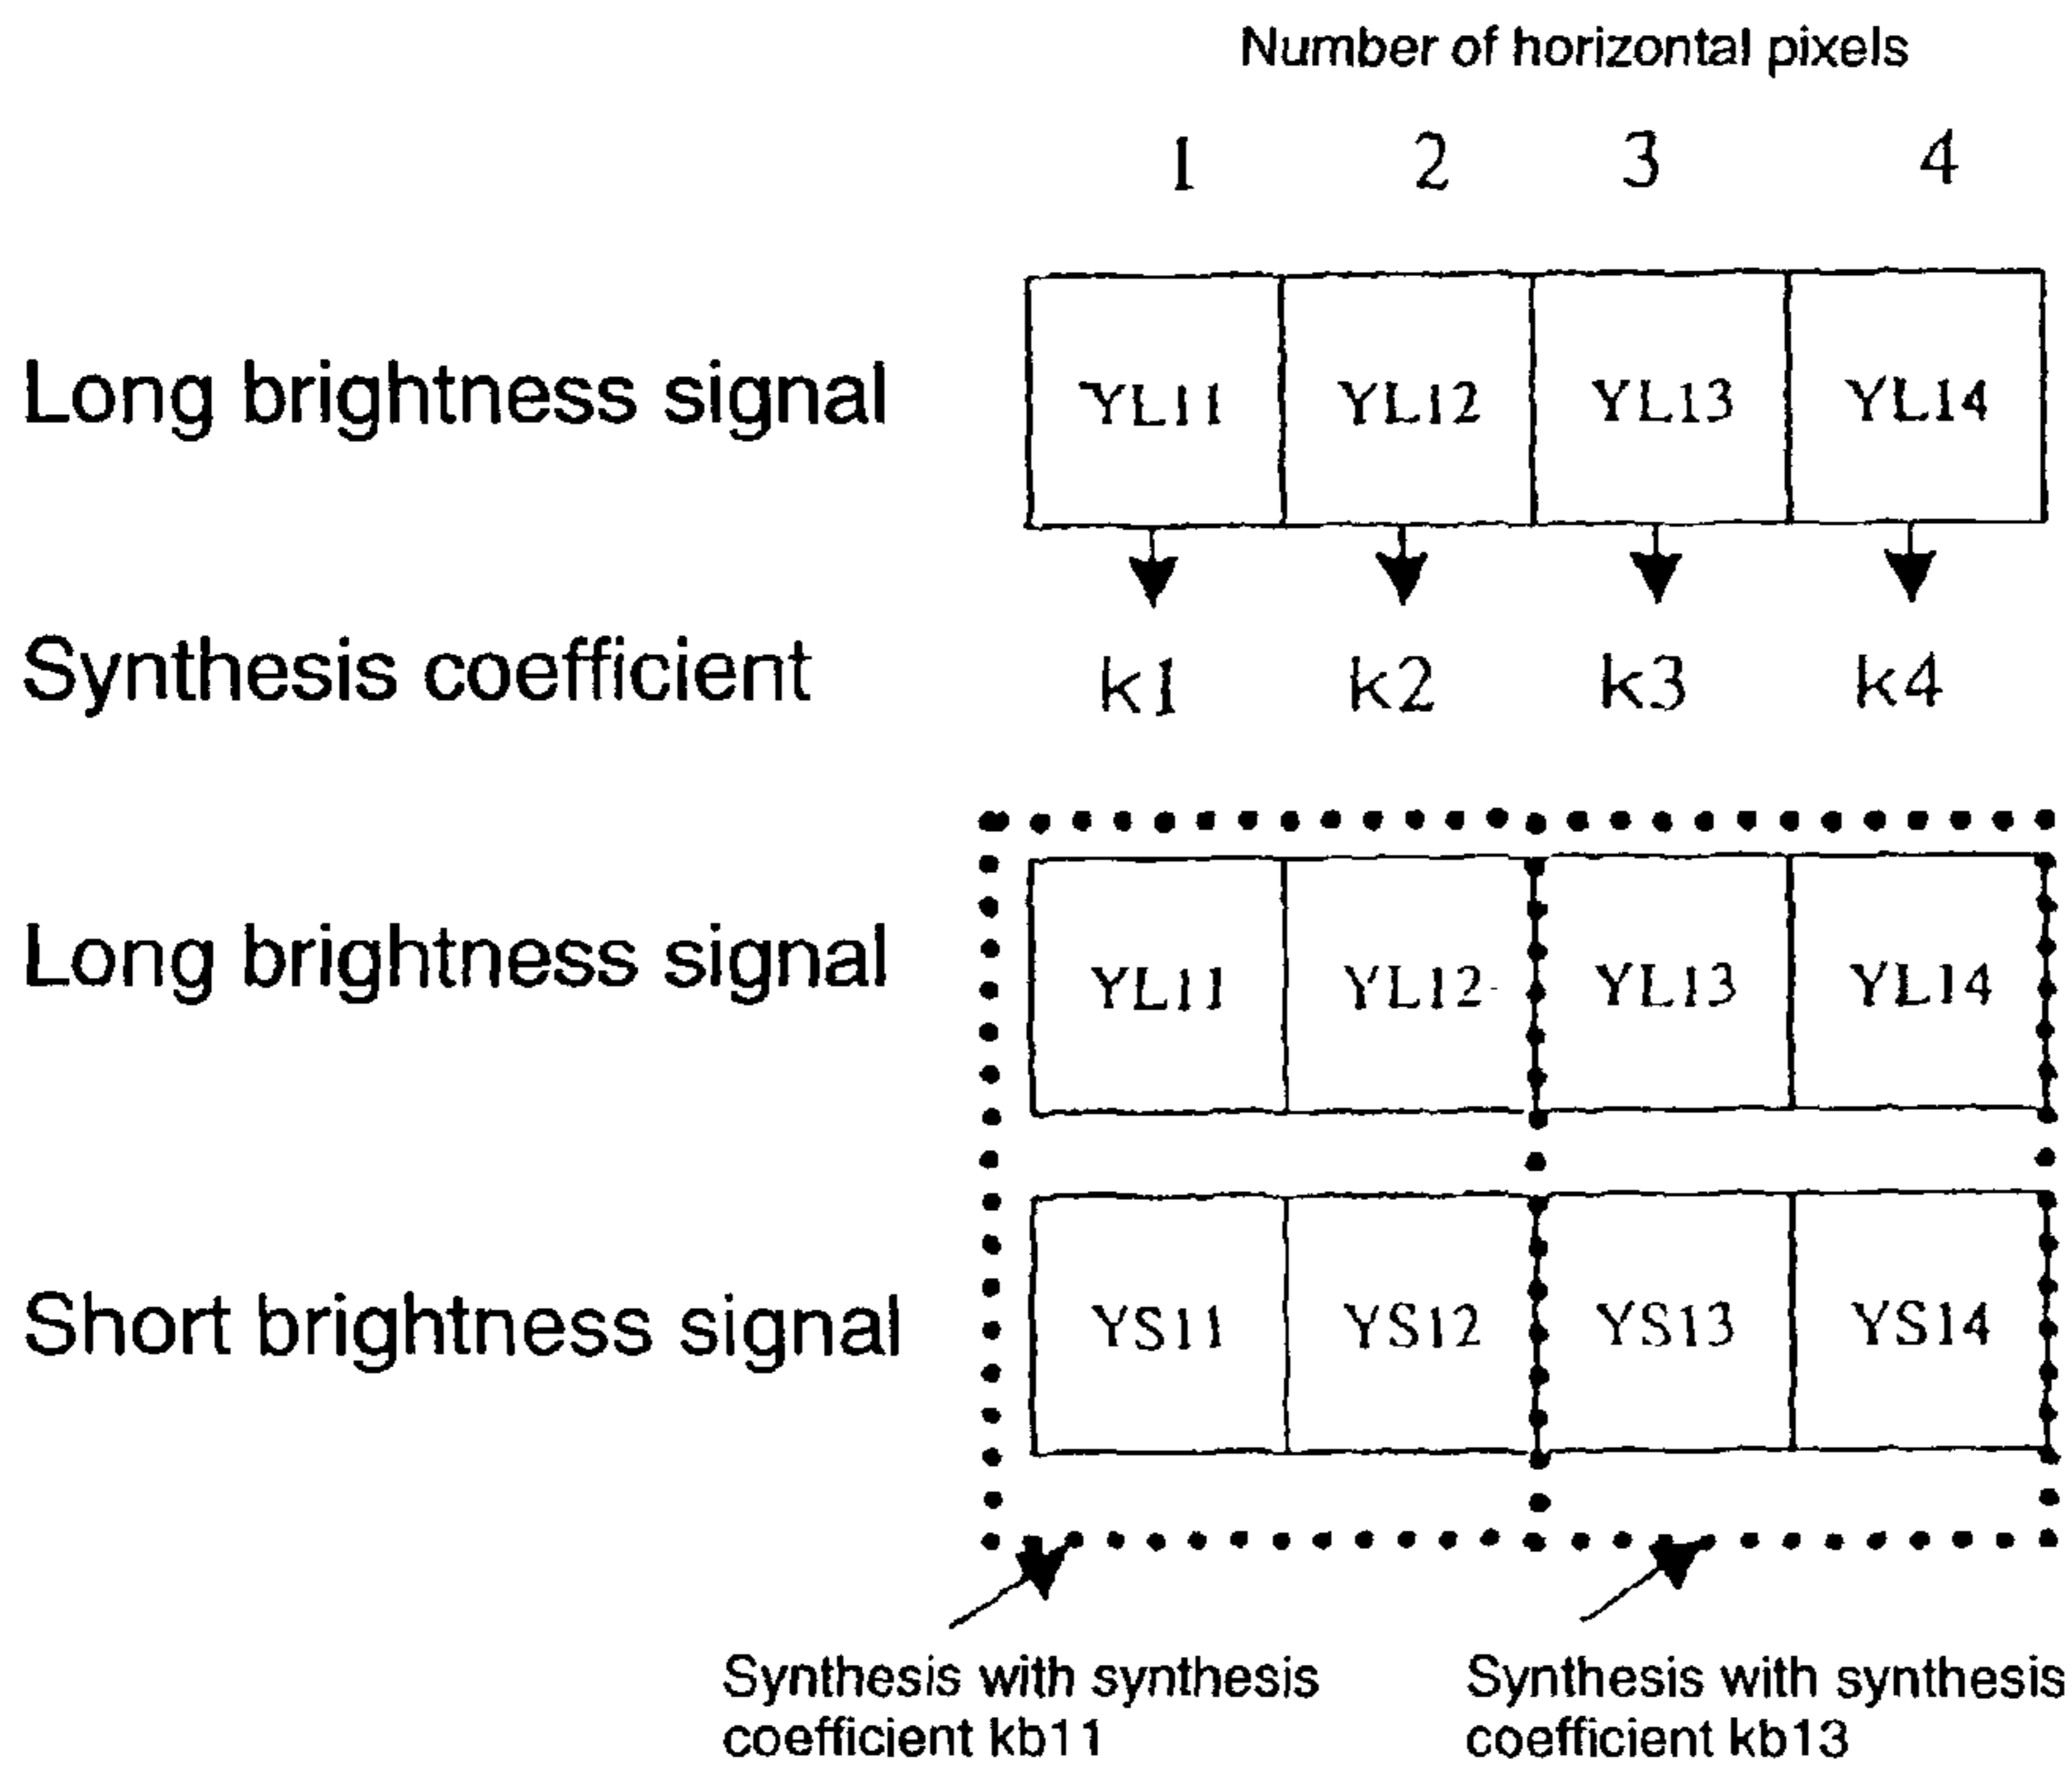 Number of horizontal pixels
1 2 3 4
Long brightness signal YL11 YL12 YL13 YL14
Synthesis coefficient k1 k2 k3 k4
Long brightness signal YL11 YL12 YL13 YL14
Short brightness signal YS11 YS12 YS13 YS14
Synthesis with synthesis
coefficient kb11
Synthesis with synthesis
coefficient kb13